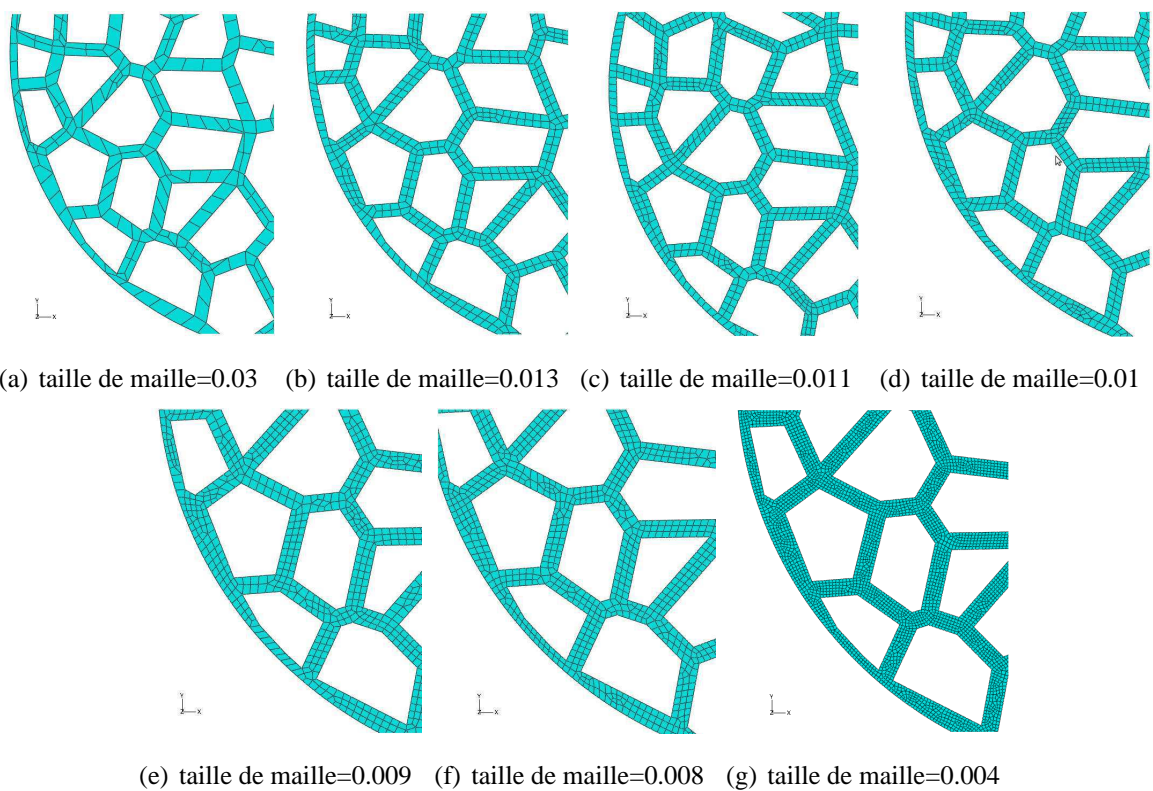 Y
Z X
Y
Z X
Y
Z X
Y
Z X
(a) taille de maille=0.03 (b) taille de maille=0.013 (c) taille de maille=0.011 (d) taille de maille=0.01
Y
Z X
Y
Z X
Y
Z X
(e) taille de maille=0.009 (f) taille de maille=0.008 (g) taille de maille=0.004